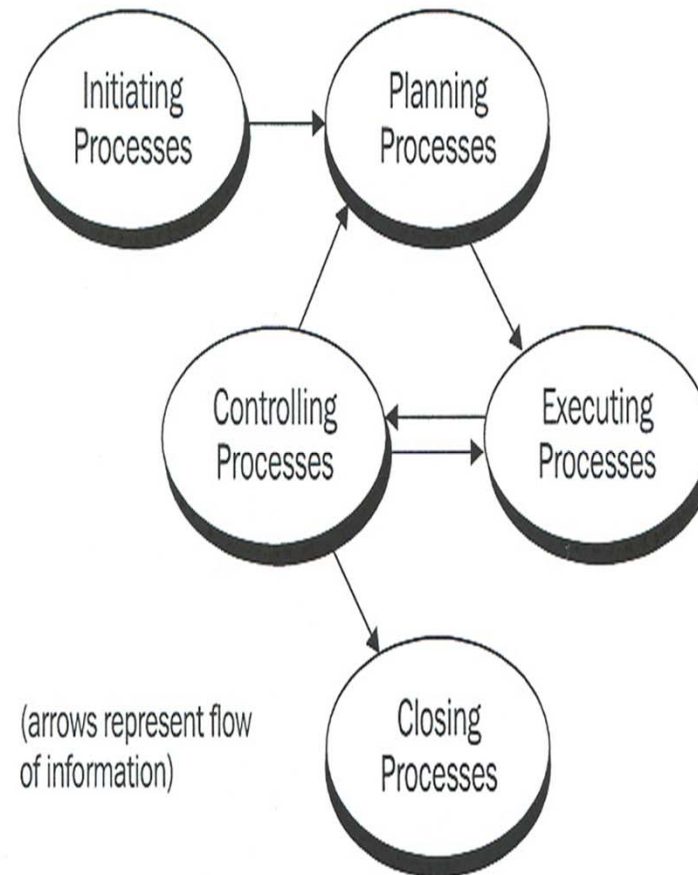 Initiating
Processes
Planning
Processes
Controlling
Processes
Executing
Processes
(arrows represent flow
of information)
Closing
Processes